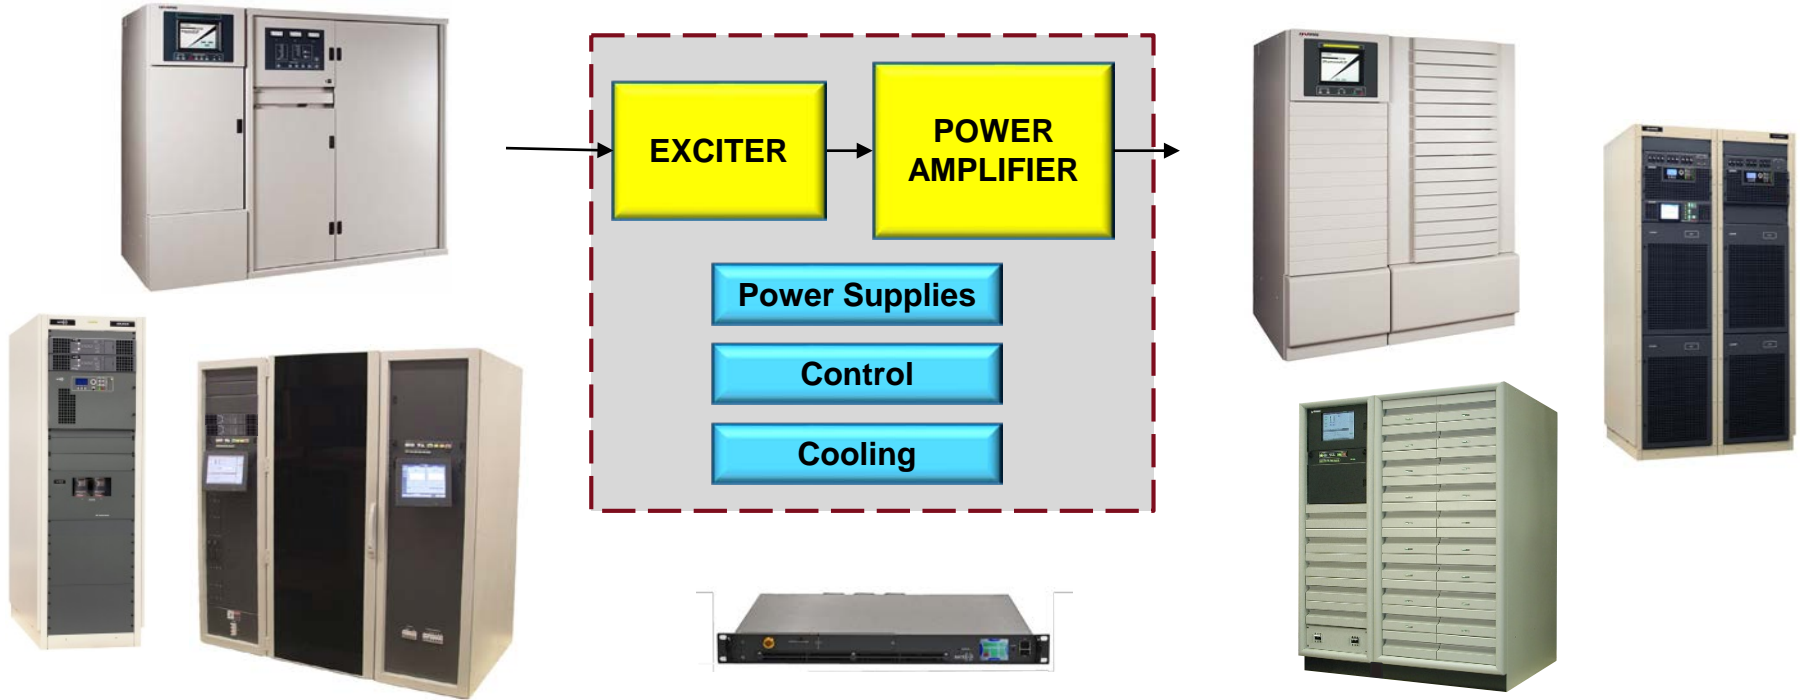 EXCITER
POWER
AMPLIFIER
Power Supplies
Control
Cooling